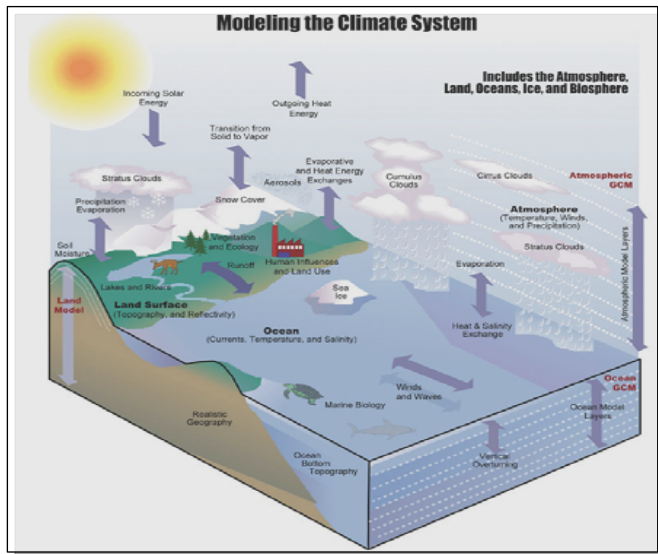 Modeling the Climate System
Includes the Atmosphere,
Land, Oceans, Ice, and Biosphere
Incoming Solar
Energy
Outgoing Heat
Energy
Transition from
Solid to Vapor
Stratus Clouds
Aerosols
Evaporative
and Heat Energy
Exchanges
Cumulus
Clouds
Cirrus Clouds
Atmospheric
GCM
Snow Cover
Precipitation
Evaporation
Atmosphere
(Temperature, Winds,
and Precipitation)
Stratus Clouds
Atmospheric Model Layers
Soil
Moisture
Vegetation
and Ecology
Human Influences
and Land Use
Runoff
Lakes and Rivers
Evaporation
Sea
Ice
Land
Model
Land Surface
(Topography, and Reflectivity)
Ocean
(Currents, Temperature, and Salinity)
Heat & Salinity
Exchange
Winds
and Waves
Ocean
GCM
Marine Biology
Ocean Model
Layers
Realistic
Geography
Ocean
Bottom
Topography
Vertical
Overturning